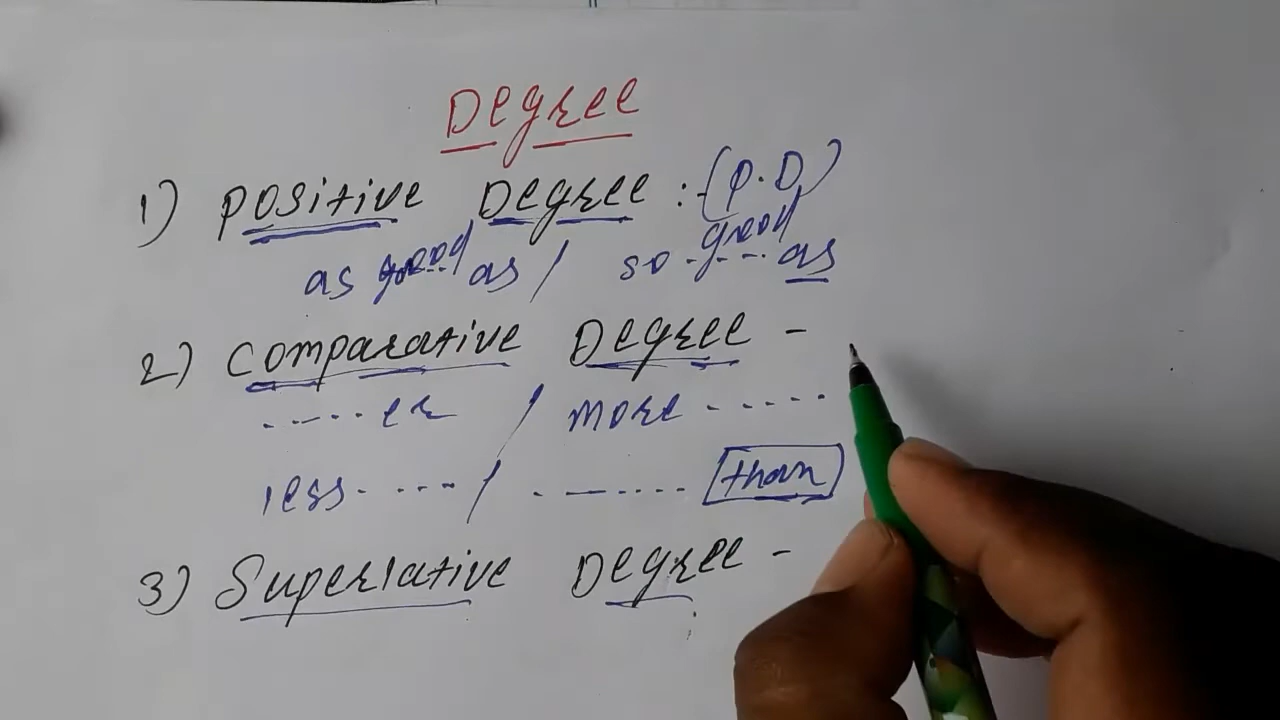 Degree
1) Positive Degree :- (P.D)
as good as / so good as
2) Comparative Degree -
.......er / more ......
less...... / ......... than
3) Superlative Degree -